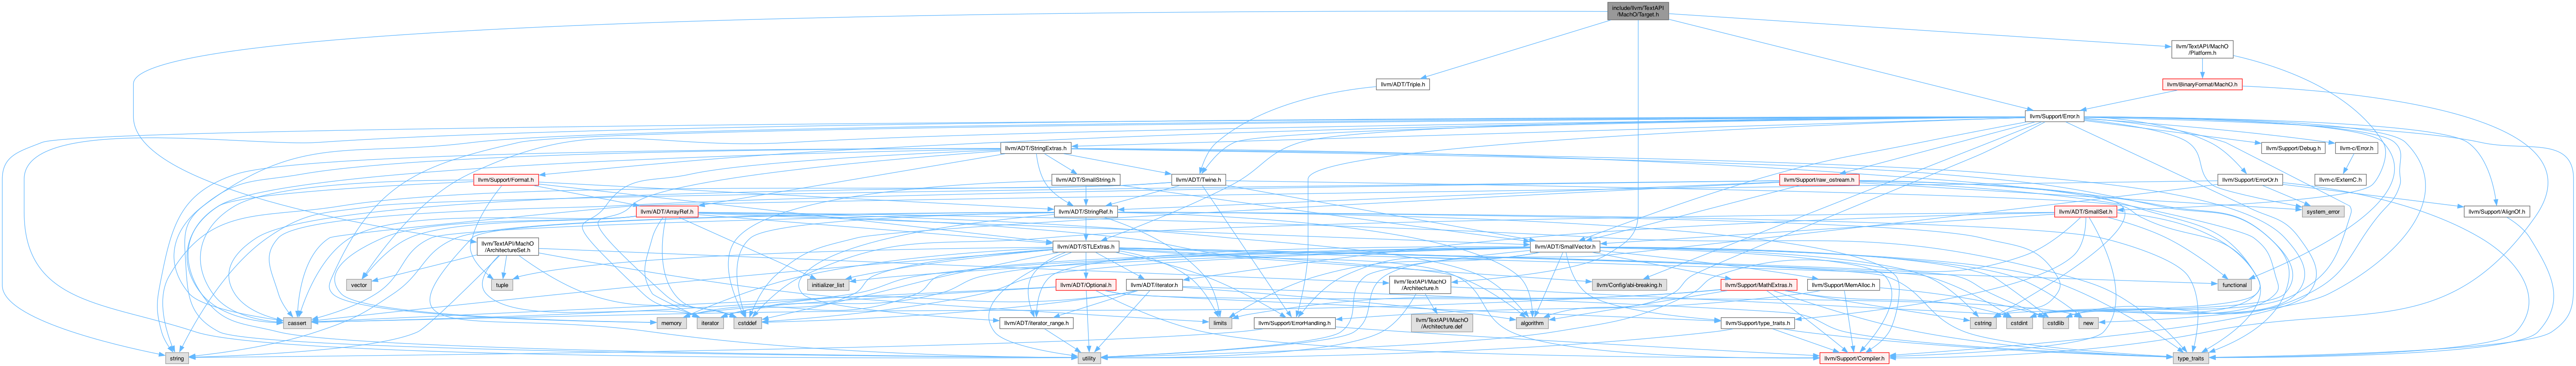 include/llvm/TextAPI
/MachO/Target.h
llvm/TextAPI/MachO
/Platform.h
llvm/ADT/Triple.h
llvm/BinaryFormat/MachO.h
llvm/Support/Error.h
llvm/ADT/StringExtras.h
llvm/Support/Debug.h
llvm-c/Error.h
llvm/Support/Format.h
llvm/ADT/SmallString.h
llvm/ADT/Twine.h
llvm/Support/raw_ostream.h
llvm/Support/ErrorOr.h
llvm-c/ExternC.h
llvm/ADT/ArrayRef.h
llvm/ADT/StringRef.h
llvm/ADT/SmallSet.h
system_error
llvm/Support/AlignOf.h
llvm/TextAPI/MachO
/ArchitectureSet.h
llvm/ADT/STLExtras.h
llvm/ADT/SmallVector.h
vector
tuple
initializer_list
llvm/ADT/Optional.h
llvm/ADT/iterator.h
llvm/Config/abi-breaking.h
llvm/TextAPI/MachO
/Architecture.h
llvm/Support/MathExtras.h
llvm/Support/MemAlloc.h
functional
cassert
memory
iterator
cstddef
llvm/ADT/iterator_range.h
limits
llvm/Support/ErrorHandling.h
llvm/TextAPI/MachO
/Architecture.def
algorithm
llvm/Support/type_traits.h
cstring
cstdint
cstdlib
new
string
utility
llvm/Support/Compiler.h
type_traits